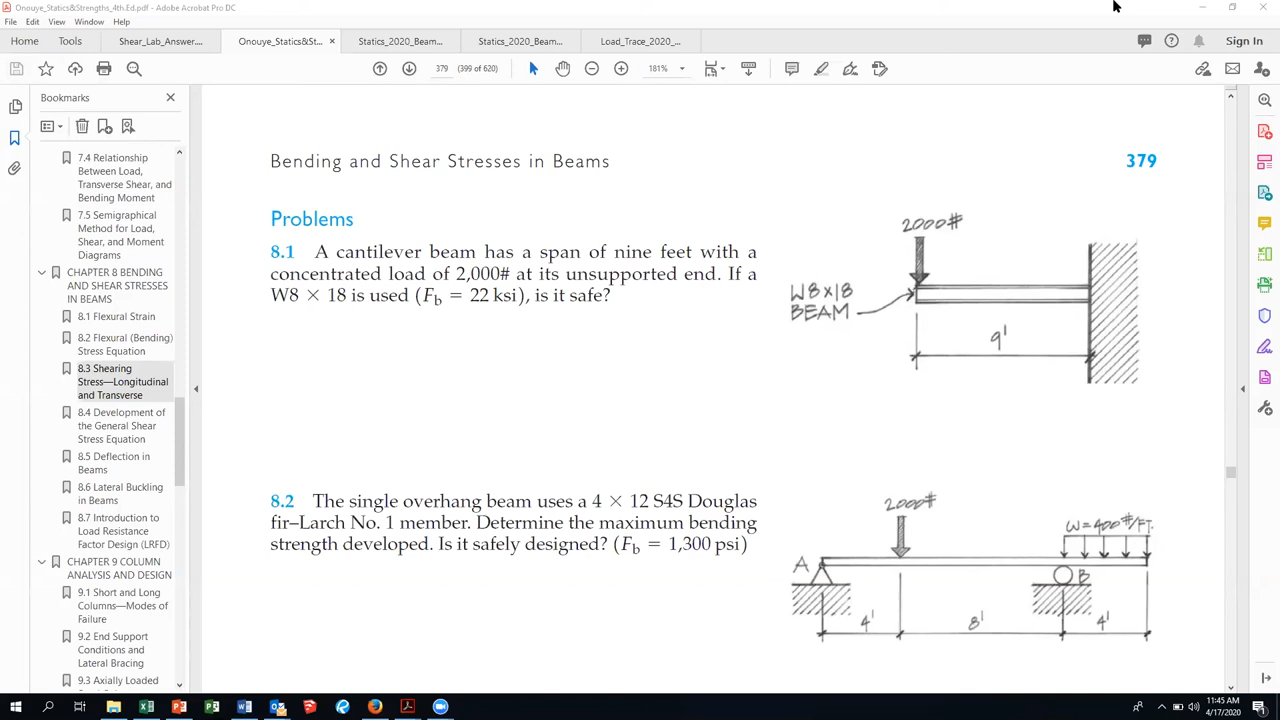 Onouye_Statics&Strengths_4th.Ed.pdf - Adobe Acrobat Pro DC
File Edit View Window Help
Home Tools Shear_Lab_Answer.... Onouye_Statics&St... × Statics_2020_Beam... Statics_2020_Beam... Load_Trace_2020_... Sign In
379 (399 of 620) 181%
Bookmarks
7.4 Relationship
Between Load,
Transverse Shear, and
Bending Moment
7.5 Semigraphical
Method for Load,
Shear, and Moment
Diagrams
CHAPTER 8 BENDING
AND SHEAR STRESSES
IN BEAMS
8.1 Flexural Strain
8.2 Flexural (Bending)
Stress Equation
8.3 Shearing
Stress—Longitudinal
and Transverse
8.4 Development of
the General Shear
Stress Equation
8.5 Deflection in
Beams
8.6 Lateral Buckling
in Beams
8.7 Introduction to
Load Resistance
Factor Design (LRFD)
CHAPTER 9 COLUMN
ANALYSIS AND DESIGN
9.1 Short and Long
Columns—Modes of
Failure
9.2 End Support
Conditions and
Lateral Bracing
9.3 Axially Loaded
Bending and Shear Stresses in Beams 379
Problems
8.1 A cantilever beam has a span of nine feet with a
concentrated load of 2,000# at its unsupported end. If a
W8 × 18 is used (Fb = 22 ksi), is it safe?
2000#
W8x18
BEAM
9'
8.2 The single overhang beam uses a 4 × 12 S4S Douglas
fir–Larch No. 1 member. Determine the maximum bending
strength developed. Is it safely designed? (Fb = 1,300 psi)
2000#
W=400#/FT.
A
B
4' 8' 4'
11:45 AM
4/17/2020